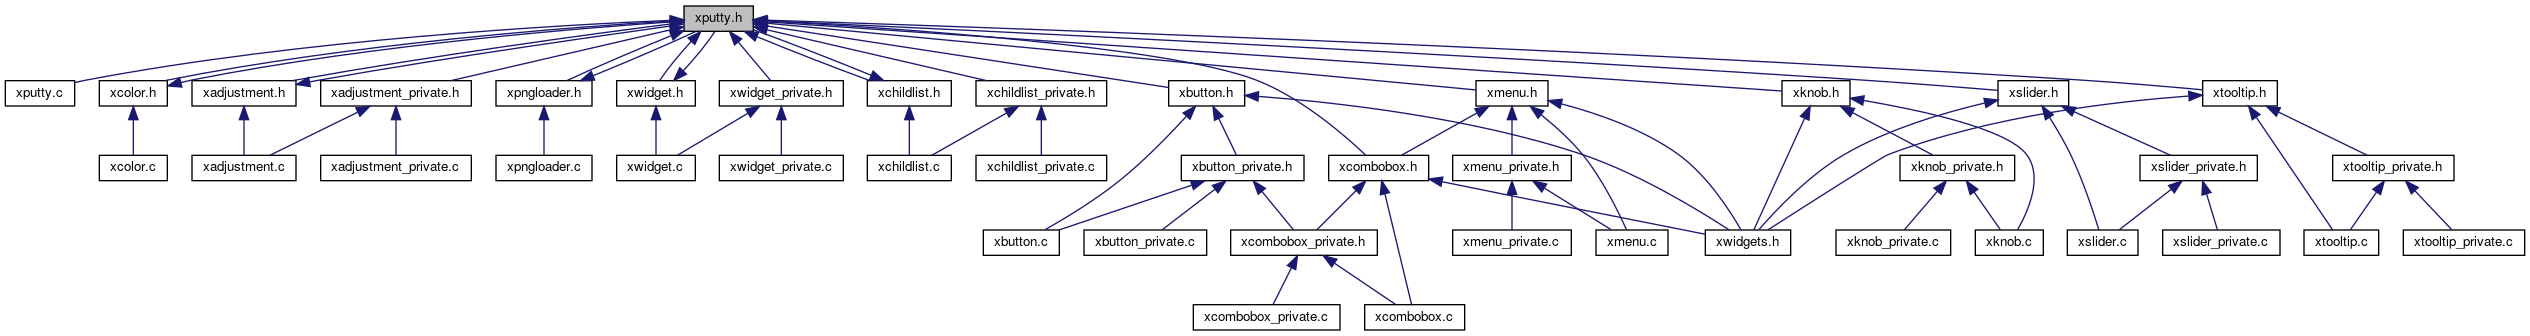 xputty.h
xputty.c
xcolor.h
xadjustment.h
xadjustment_private.h
xpngloader.h
xwidget.h
xwidget_private.h
xchildlist.h
xchildlist_private.h
xbutton.h
xmenu.h
xknob.h
xslider.h
xtooltip.h
xcolor.c
xadjustment.c
xadjustment_private.c
xpngloader.c
xwidget.c
xwidget_private.c
xchildlist.c
xchildlist_private.c
xbutton_private.h
xcombobox.h
xmenu_private.h
xknob_private.h
xslider_private.h
xtooltip_private.h
xbutton.c
xbutton_private.c
xcombobox_private.h
xmenu_private.c
xmenu.c
xwidgets.h
xknob_private.c
xknob.c
xslider.c
xslider_private.c
xtooltip.c
xtooltip_private.c
xcombobox_private.c
xcombobox.c